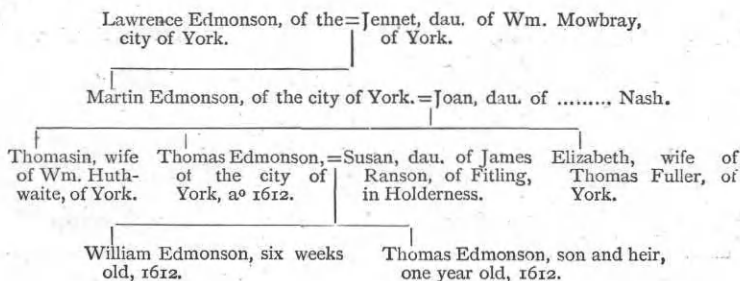 Lawrence Edmonson, of the=Jennet, dau. of Wm. Mowbray,
city of York. of York.
Martin Edmonson, of the city of York.=Joan, dau. of ......... Nash.
Thomasin, wife
of Wm. Huth-
waite, of York.
Thomas Edmonson,=
ot the city of
York, aº 1612.
Susan, dau. of James
Ranson, of Fitling,
in Holderness.
Elizabeth, wife of
Thomas Fuller, of
York.
William Edmonson, six weeks
old, 1612.
Thomas Edmonson, son and heir,
one year old, 1612.